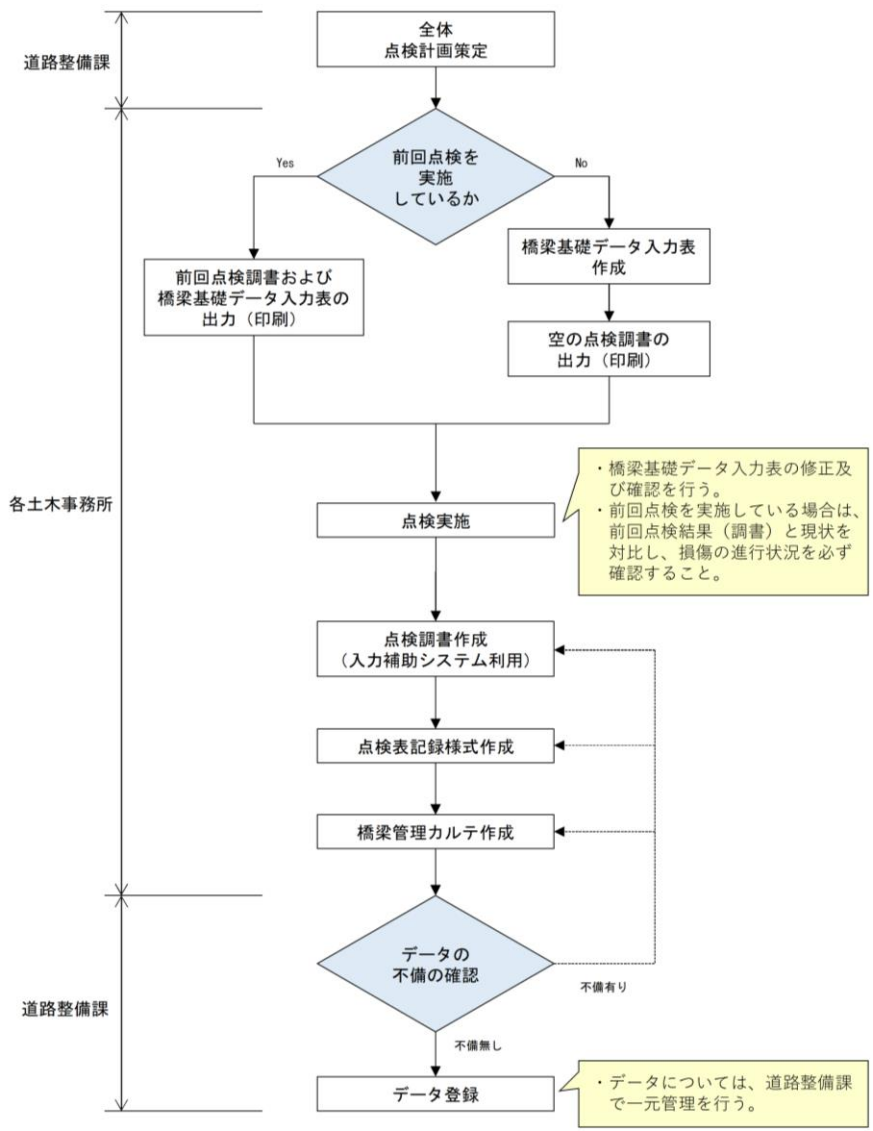 全体
点検計画策定
道路整備課
前回点検を
実施
しているか
Yes
No
橋梁基礎データ入力表
作成
前回点検調書および
橋梁基礎データ入力表の
出力（印刷）
空の点検調書の
出力（印刷）
各土木事務所
点検実施
・橋梁基礎データ入力表の修正及
び確認を行う。
・前回点検を実施している場合は、
前回点検結果（調書）と現状を
対比し、損傷の進行状況を必ず
確認すること。
点検調書作成
（入力補助システム利用）
点検表記録様式作成
橋梁管理カルテ作成
データの
不備の確認
不備有り
道路整備課
不備無し
データ登録
・データについては、道路整備課
で一元管理を行う。